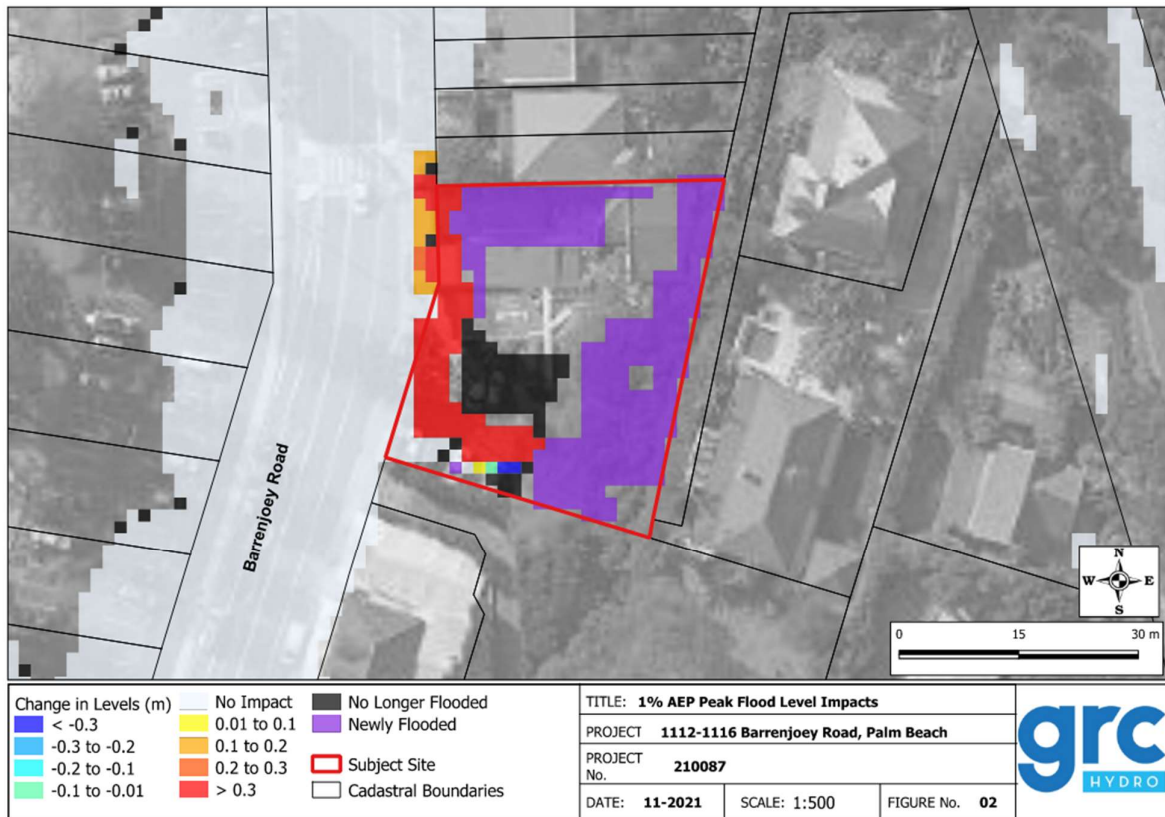 Barrenjoey Road
N
W E
S
0 15 30 m
Change in Levels (m)
< -0.3
-0.3 to -0.2
-0.2 to -0.1
-0.1 to -0.01
No Impact
0.01 to 0.1
0.1 to 0.2
0.2 to 0.3
> 0.3
No Longer Flooded
Newly Flooded
Subject Site
Cadastral Boundaries
TITLE: 1% AEP Peak Flood Level Impacts
PROJECT 1112-1116 Barrenjoey Road, Palm Beach
PROJECT
No. 210087
DATE: 11-2021 SCALE: 1:500 FIGURE No. 02
grc
HYDRO